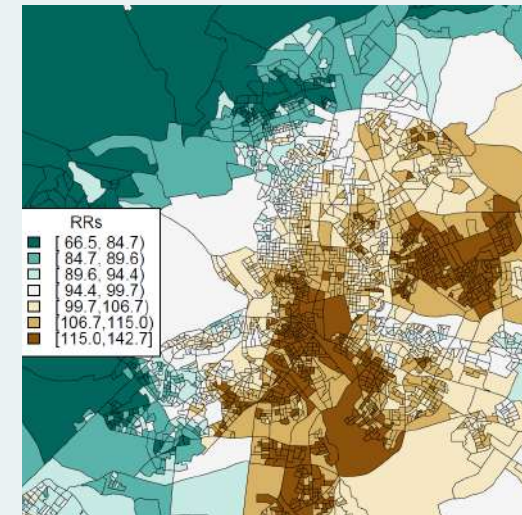 RRs
[ 66.5, 84.7)
[ 84.7, 89.6)
[ 89.6, 94.4)
[ 94.4, 99.7)
[ 99.7,106.7)
[106.7,115.0)
[115.0,142.7]